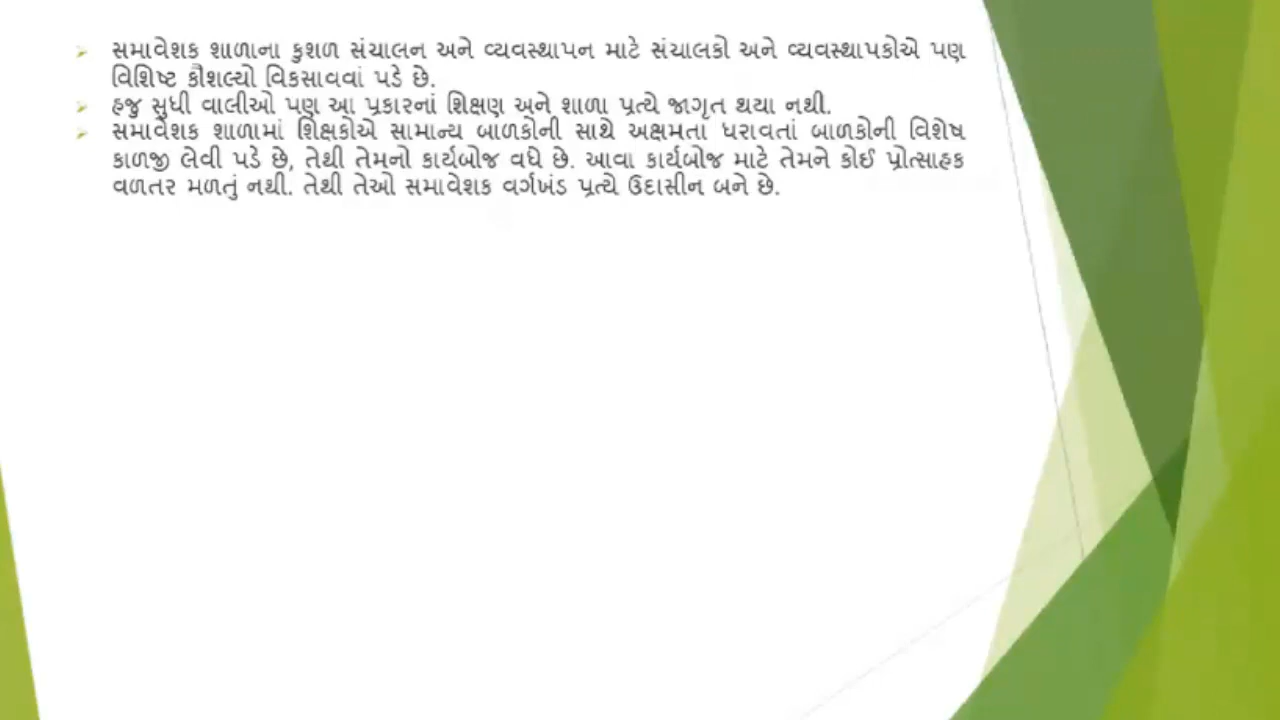 સમાવેશક શાળાના કુશળ સંચાલન અને વ્યવસ્થાપન માટે સંચાલકો અને વ્યવસ્થાપકોએ પણ
વિશિષ્ટ કૌશલ્યો વિકસાવવાં પડે છે.
હજુ સુધી વાલીઓ પણ આ પ્રકારનાં શિક્ષણ અને શાળા પ્રત્યે જાગૃત થયા નથી.
સમાવેશક શાળામાં શિક્ષકોએ સામાન્ય બાળકોની સાથે અક્ષમતા ધરાવતાં બાળકોની વિશેષ
કાળજી લેવી પડે છે, તેથી તેમનો કાર્યબોજ વધે છે. આવા કાર્યબોજ માટે તેમને કોઈ પ્રોત્સાહક
વળતર મળતું નથી. તેથી તેઓ સમાવેશક વર્ગખંડ પ્રત્યે ઉદાસીન બને છે.